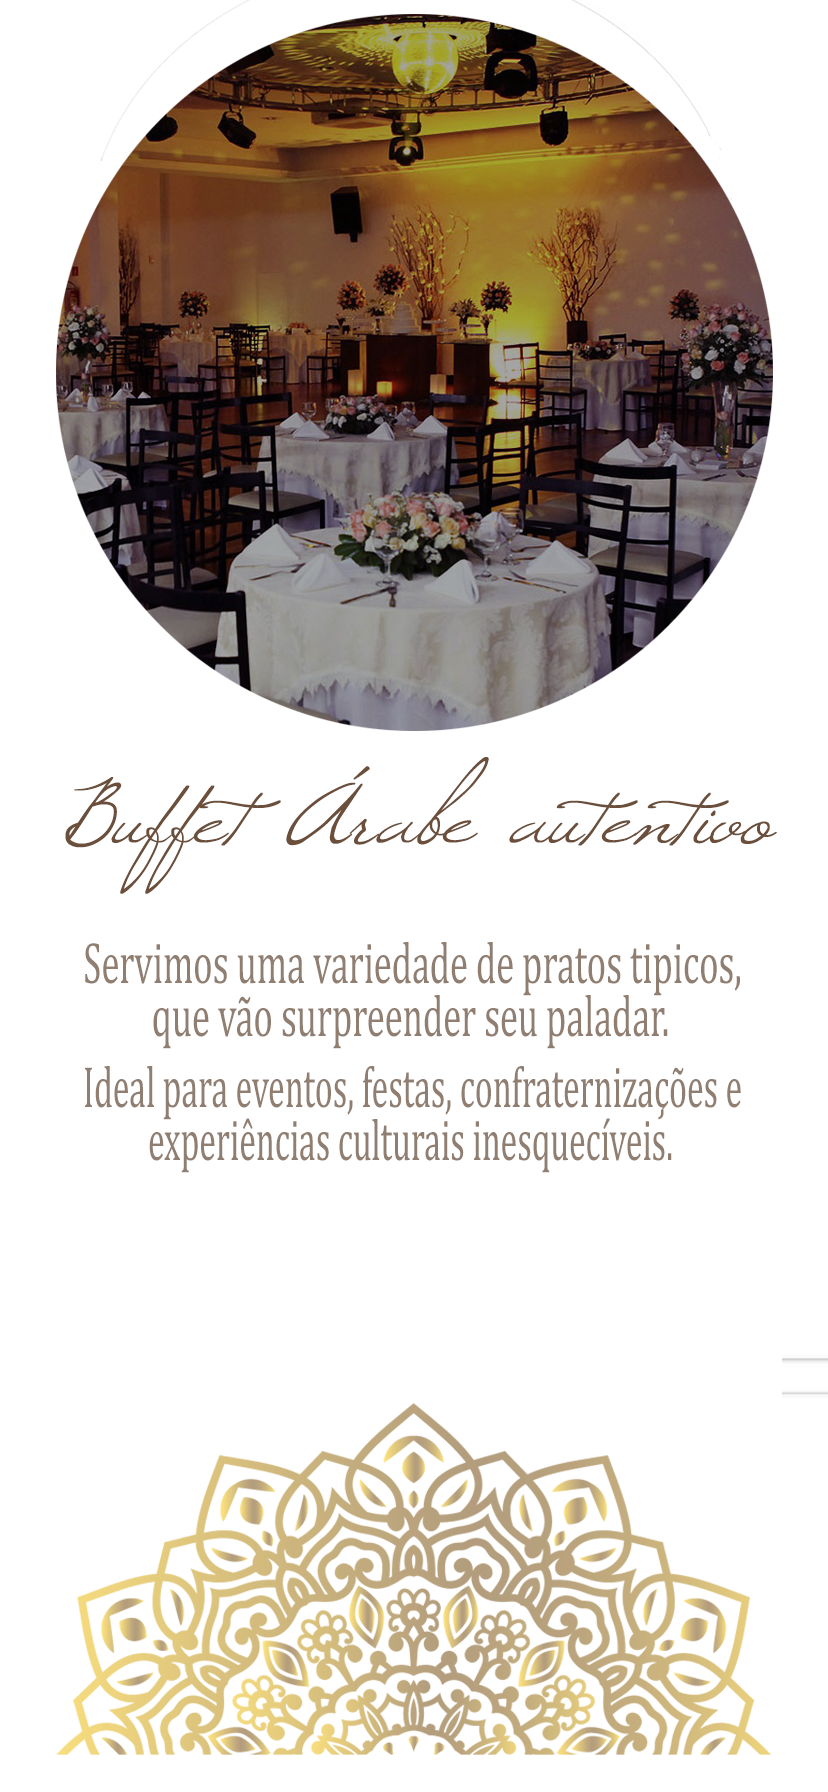 Buffet Árabe autentivo
Servimos uma variedade de pratos tipicos,
que vão surpreender seu paladar.
Ideal para eventos, festas, confraternizações e
experiências culturais inesquecíveis.